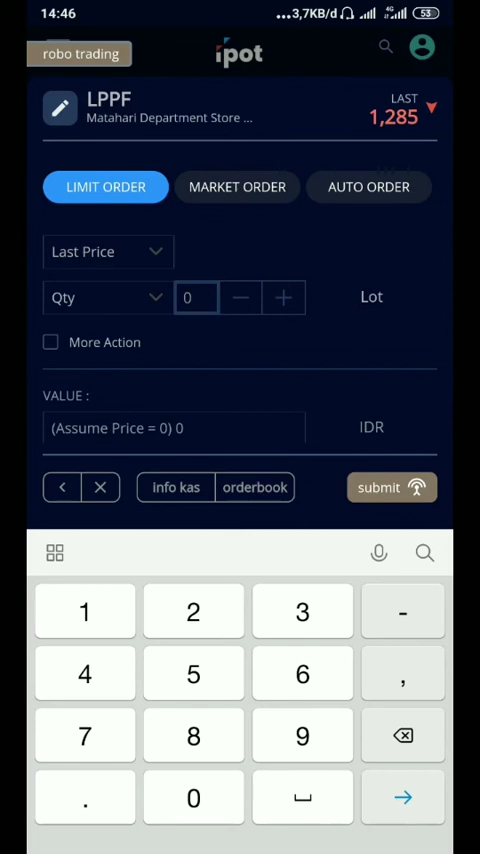 14:46
...3,7KB/d 4G 53
robo trading
ipot
LPPF
LAST
Matahari Department Store ...
1,285
LIMIT ORDER MARKET ORDER AUTO ORDER
Last Price
Qty 0 − + Lot
More Action
VALUE :
(Assume Price = 0) 0 IDR
< × info kas orderbook submit
1 2 3 -
4 5 6 ,
7 8 9
. 0